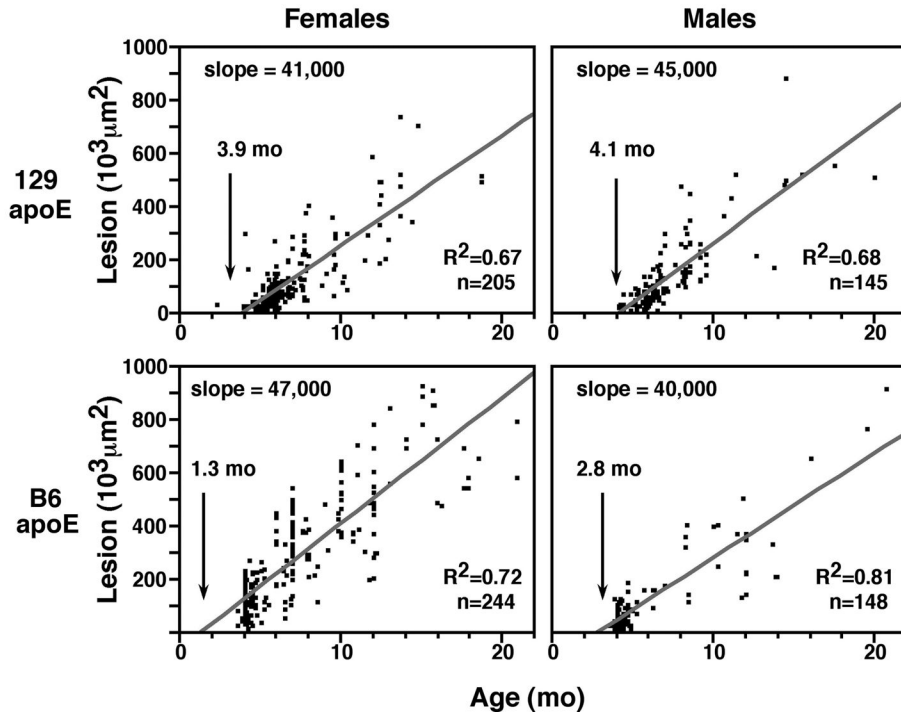 Females
Males
129
apoE
B6
apoE
Lesion (10³µm²)
1000
800
600
400
200
0
slope = 41,000
3.9 mo
R²=0.67
n=205
0
10
20
slope = 45,000
4.1 mo
R²=0.68
n=145
0
10
20
Lesion (10³µm²)
1000
800
600
400
200
slope = 47,000
1.3 mo
R²=0.72
n=244
0
10
20
slope = 40,000
2.8 mo
R²=0.81
n=148
0
10
20
Age (mo)